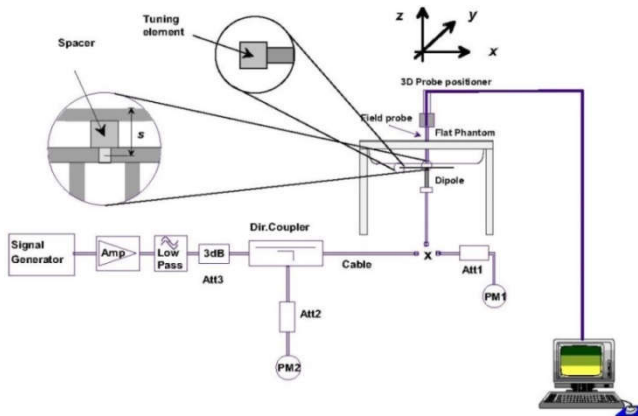 Tuning
element
Spacer
s
z
y
x
3D Probe positioner
Field probe
Flat Phantom
Dipole
Dir.Coupler
Signal
Generator
Amp
Low
Pass
3dB
Att3
Cable
x
Att1
PM1
Att2
PM2